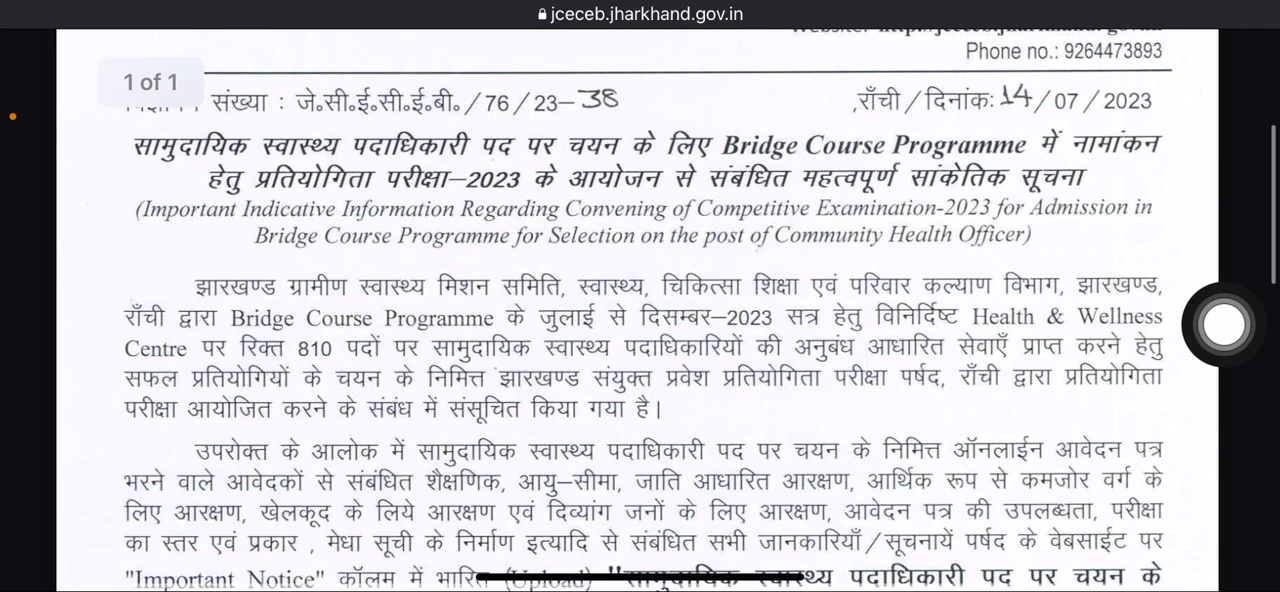 jceceb.jharkhand.gov.in
Phone no.: 9264473893
1 of 1
संख्या : जे॰सी॰ई॰सी॰ई॰बी॰ / 76 / 23–38
राँची / दिनांकः 14 / 07 / 2023
सामुदायिक स्वास्थ्य पदाधिकारी पद पर चयन के लिए Bridge Course Programme में नामांकन
हेतु प्रतियोगिता परीक्षा–2023 के आयोजन से संबंधित महत्वपूर्ण सांकेतिक सूचना
(Important Indicative Information Regarding Convening of Competitive Examination-2023 for Admission in
Bridge Course Programme for Selection on the post of Community Health Officer)
झारखण्ड ग्रामीण स्वास्थ्य मिशन समिति, स्वास्थ्य, चिकित्सा शिक्षा एवं परिवार कल्याण विभाग, झारखण्ड,
राँची द्वारा Bridge Course Programme के जुलाई से दिसम्बर–2023 सत्र हेतु विनिर्दिष्ट Health & Wellness
Centre पर रिक्त 810 पदों पर सामुदायिक स्वास्थ्य पदाधिकारियों की अनुबंध आधारित सेवाएँ प्राप्त करने हेतु
सफल प्रतियोगियों के चयन के निमित्त झारखण्ड संयुक्त प्रवेश प्रतियोगिता परीक्षा पर्षद, राँची द्वारा प्रतियोगिता
परीक्षा आयोजित करने के संबंध में संसूचित किया गया है।
उपरोक्त के आलोक में सामुदायिक स्वास्थ्य पदाधिकारी पद पर चयन के निमित्त ऑनलाईन आवेदन पत्र
भरने वाले आवेदकों से संबंधित शैक्षणिक, आयु–सीमा, जाति आधारित आरक्षण, आर्थिक रूप से कमजोर वर्ग के
लिए आरक्षण, खेलकूद के लिये आरक्षण एवं दिव्यांग जनों के लिए आरक्षण, आवेदन पत्र की उपलब्धता, परीक्षा
का स्तर एवं प्रकार , मेधा सूची के निर्माण इत्यादि से संबंधित सभी जानकारियाँ / सूचनायें पर्षद के वेबसाईट पर
"Important Notice" कॉलम में भारित (Upload) "सामुदायिक स्वास्थ्य पदाधिकारी पद पर चयन के